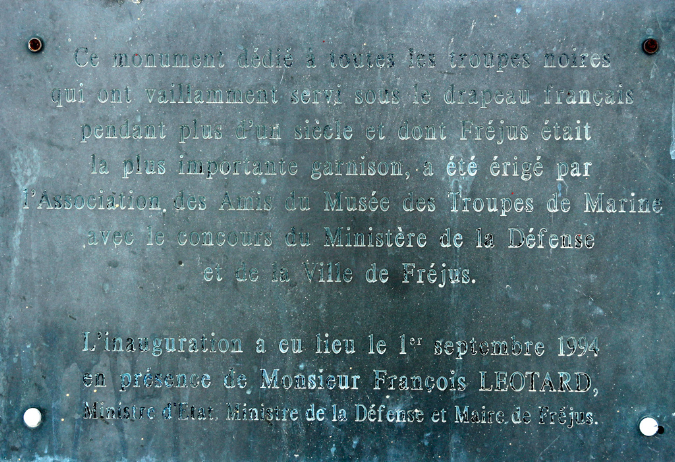 Ce monument dédié à toutes les troupes noires
qui ont vaillamment servi sous le drapeau français
pendant plus d'un siècle et dont Fréjus était
la plus importante garnison, a été érigé par
l'Association des Amis du Musée des Troupes de Marine
avec le concours du Ministère de la Défense
et de la Ville de Fréjus.
L'inauguration a eu lieu le 1er septembre 1994
en présence de Monsieur François LEOTARD,
Ministre d'Etat, Ministre de la Défense et Maire de Fréjus.